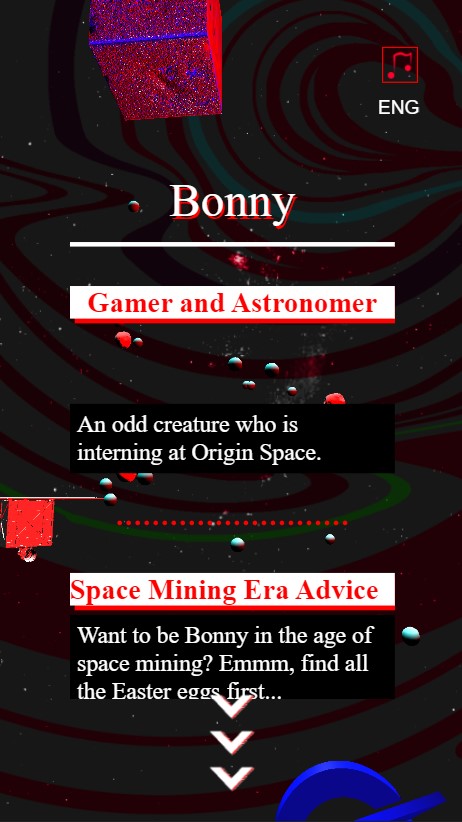 ENG
Bonny
Gamer and Astronomer
An odd creature who is
interning at Origin Space.
Space Mining Era Advice
Want to be Bonny in the age of
space mining? Emmm, find all
the Easter eggs first...